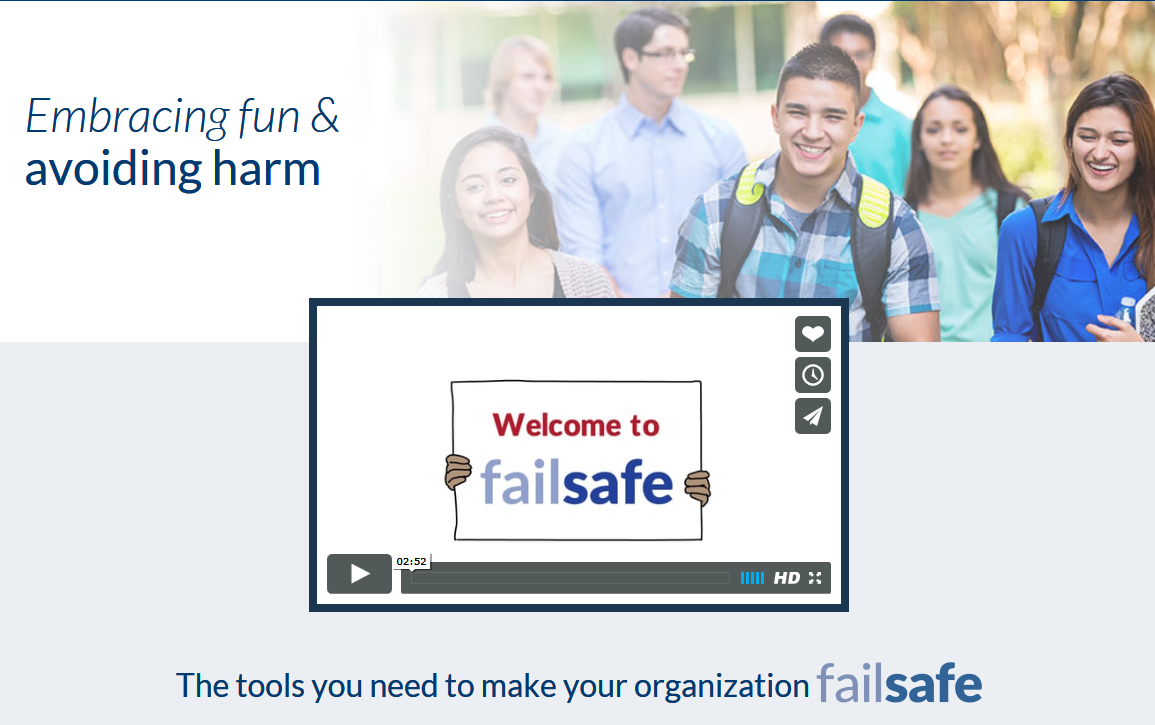 Embracing fun &
avoiding harm
Welcome to
failsafe
02:52
HD
The tools you need to make your organization failsafe